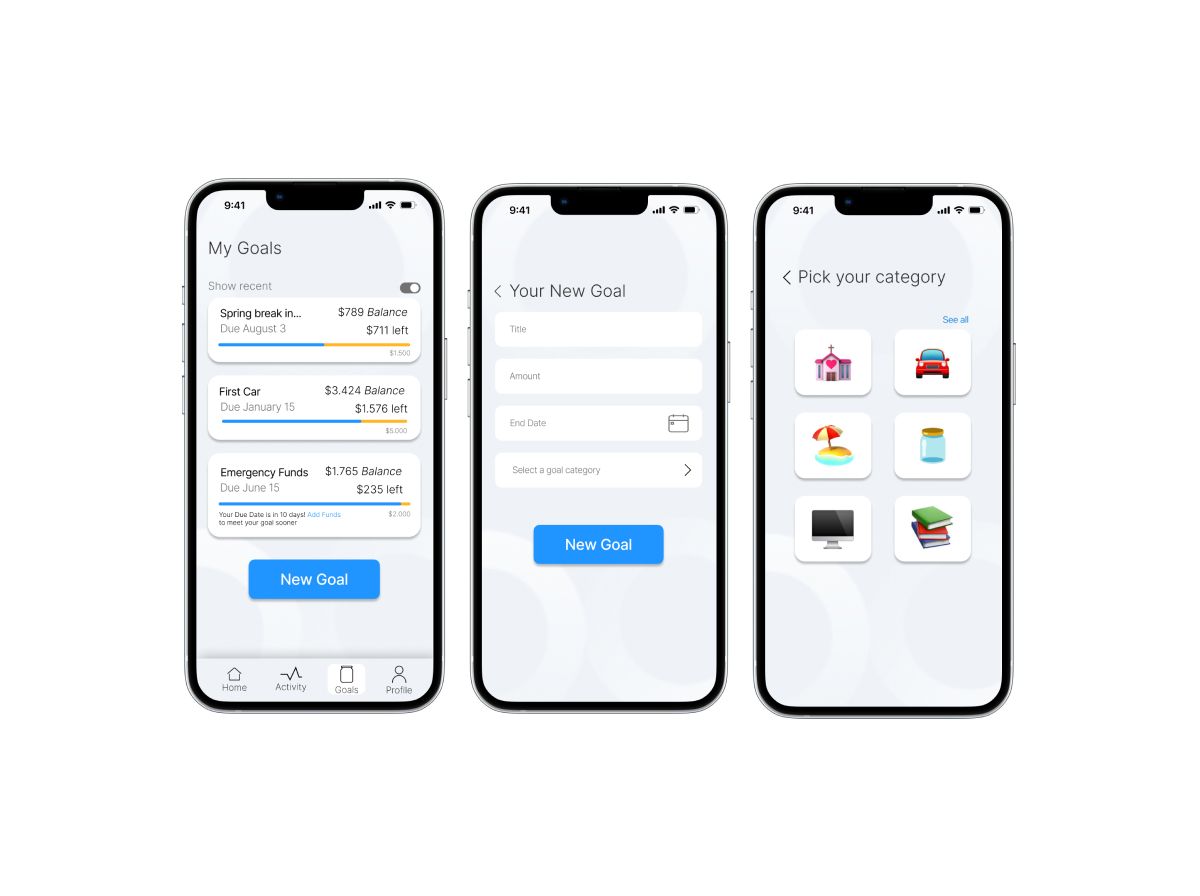 9:41
My Goals
Show recent
Spring break in... $789 Balance
Due August 3 $711 left
$1.500
First Car $3.424 Balance
Due January 15 $1.576 left
$5.000
Emergency Funds $1.765 Balance
Due June 15 $235 left
Your Due Date is in 10 days! Add Funds $2.000
to meet your goal sooner
New Goal
Home Activity Goals Profile
9:41
Your New Goal
Title
Amount
End Date
Select a goal category
New Goal
9:41
Pick your category
See all